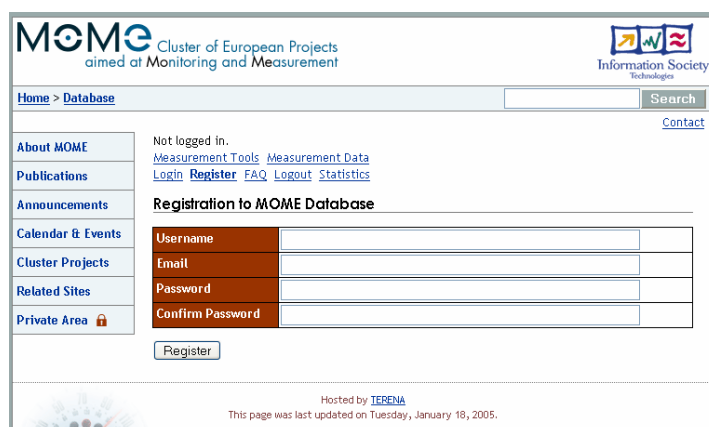 MOME Cluster of European Projects
aimed at Monitoring and Measurement
Information Society
Technologies
Home > Database
Search
Contact
About MOME
Publications
Announcements
Calendar & Events
Cluster Projects
Related Sites
Private Area
Not logged in.
Measurement Tools Measurement Data
Login Register FAQ Logout Statistics
Registration to MOME Database
Username
Email
Password
Confirm Password
Register
Hosted by TERENA
This page was last updated on Tuesday, January 18, 2005.